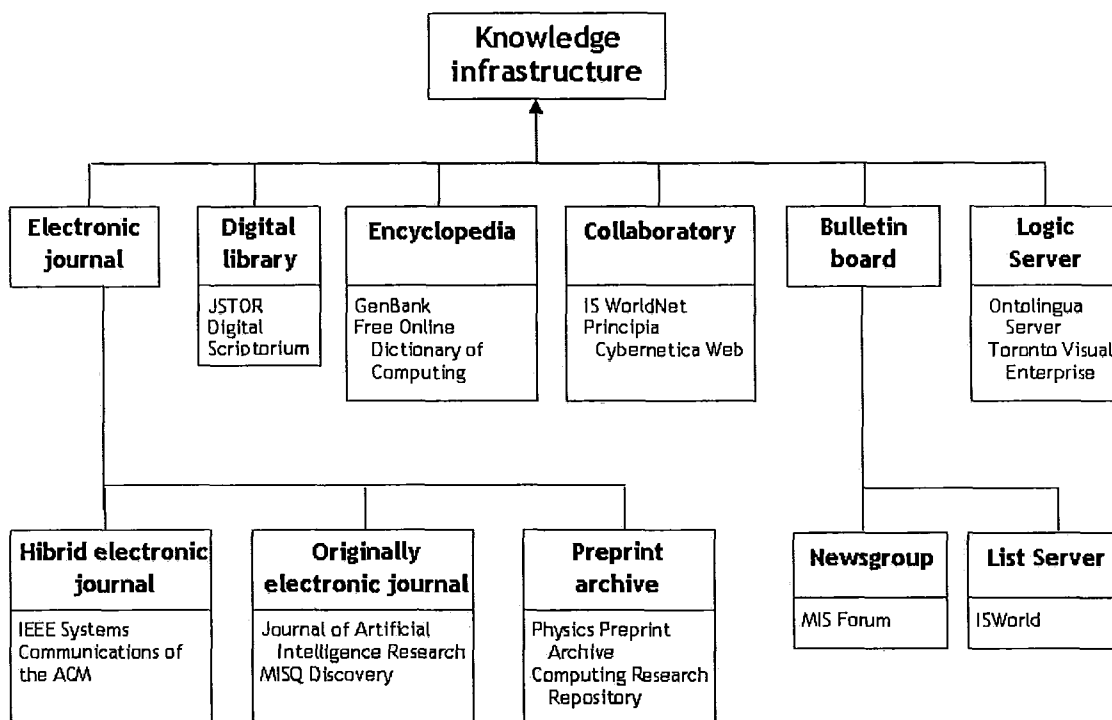 Knowledge
infrastructure
Electronic
journal
Digital
library
JSTOR
Digital
Scriptorium
Encyclopedia
GenBank
Free Online
Dictionary of
Computing
Collaboratory
IS WorldNet
Principia
Cybernetica Web
Bulletin
board
Logic
Server
Ontolingua
Server
Toronto Visual
Enterprise
Hibrid electronic
journal
IEEE Systems
Communications of
the ACM
Originally
electronic journal
Journal of Artificial
Intelligence Research
MISQ Discovery
Preprint
archive
Physics Preprint
Archive
Computing Research
Repository
Newsgroup
MIS Forum
List Server
ISWorld